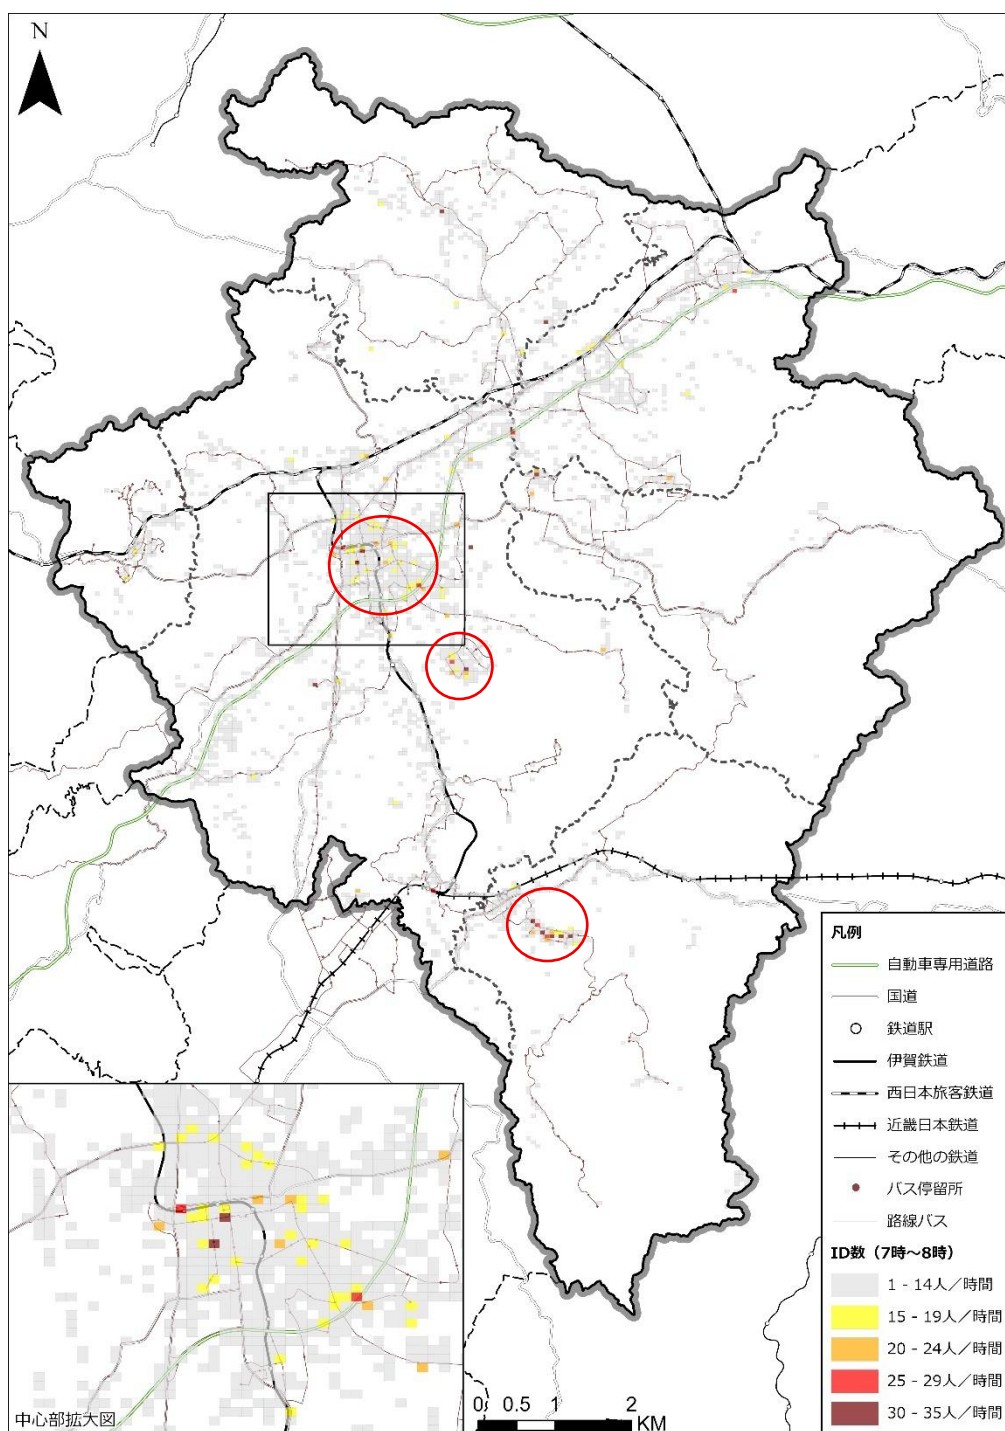 N
凡例
自動車専用道路
国道
鉄道駅
伊賀鉄道
西日本旅客鉄道
近畿日本鉄道
その他の鉄道
バス停留所
路線バス
ID数（7時～8時）
1 - 14人／時間
15 - 19人／時間
20 - 24人／時間
25 - 29人／時間
30 - 35人／時間
中心部拡大図
0 0.5 1 2
KM